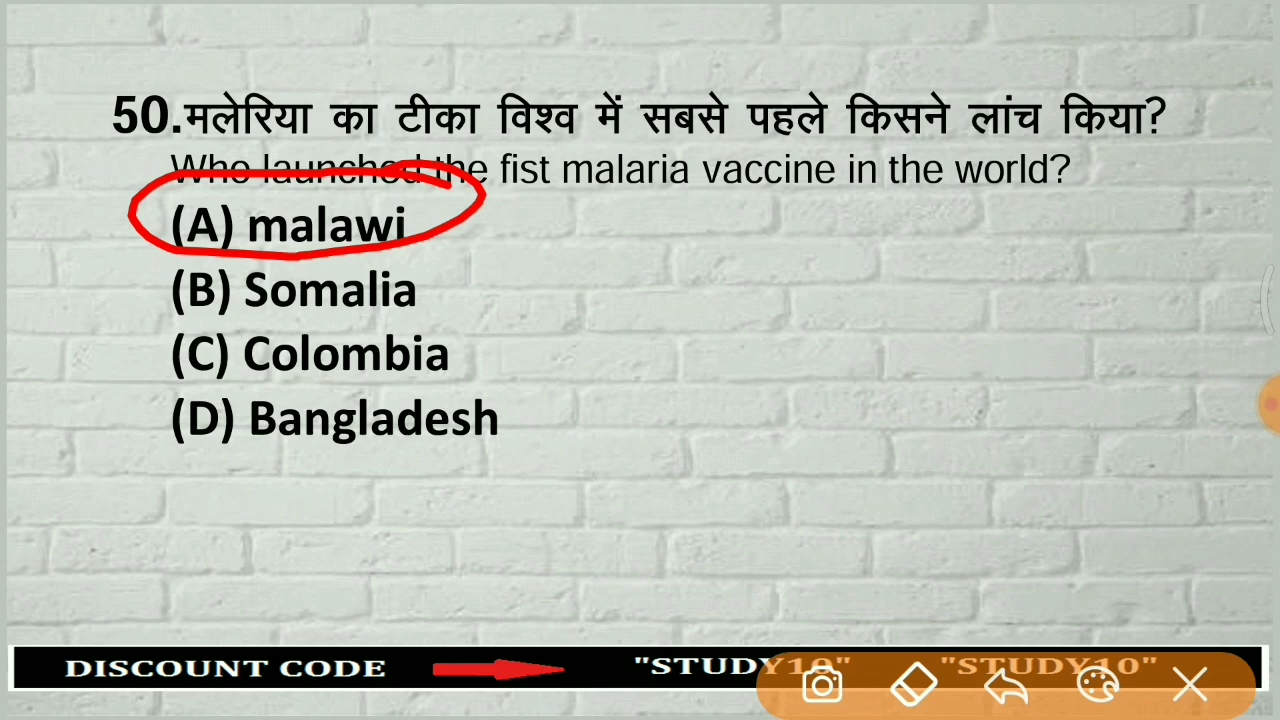 50.मलेरिया का टीका विश्व में सबसे पहले किसने लांच किया?
Who launched the fist malaria vaccine in the world?
(A) malawi
(B) Somalia
(C) Colombia
(D) Bangladesh
DISCOUNT CODE "STUDY10" "STUDY10"